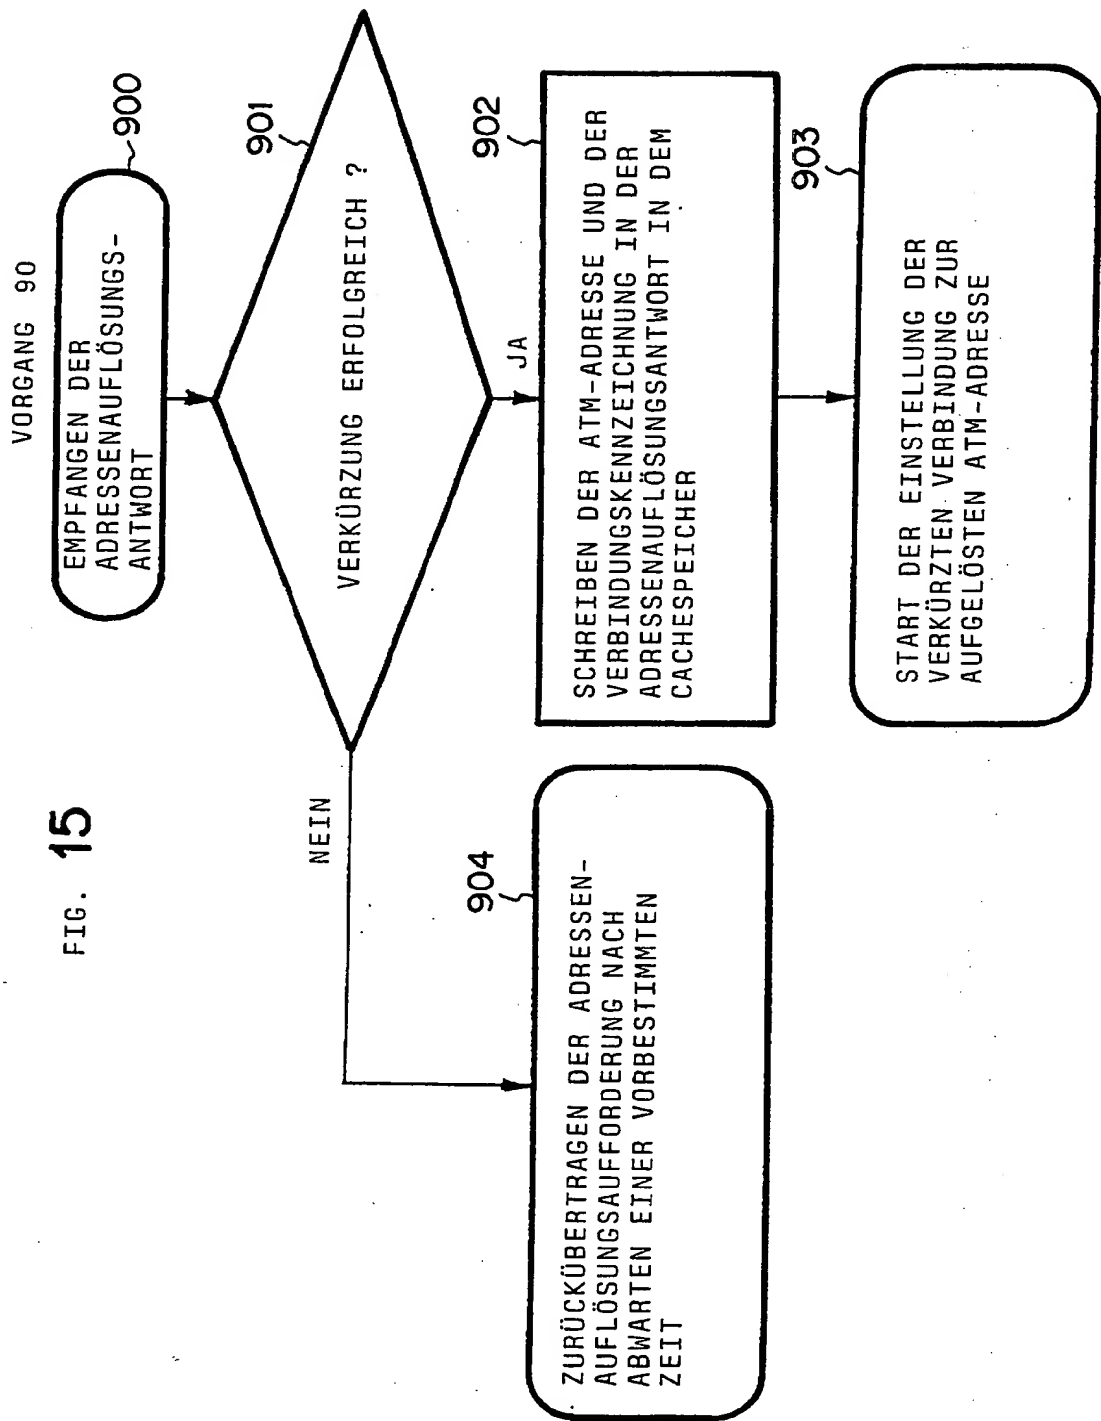 FIG. 15
VORGANG 90
EMPFANGEN DER
ADRESSENAUFLÖSUNGS-
ANTWORT
900
VERKÜRZUNG ERFOLGREICH ?
901
NEIN
JA
SCHREIBEN DER ATM-ADRESSE UND DER
VERBINDUNGSKENNZEICHNUNG IN DER
ADRESSENAUFLÖSUNGSANTWORT IN DEM
CACHESPEICHER
902
START DER EINSTELLUNG DER
VERKÜRZTEN VERBINDUNG ZUR
AUFGELÖSTEN ATM-ADRESSE
903
ZURÜCKÜBERTRAGEN DER ADRESSEN-
AUFLÖSUNGSAUFFORDERUNG NACH
ABWARTEN EINER VORBESTIMMTEN
ZEIT
904